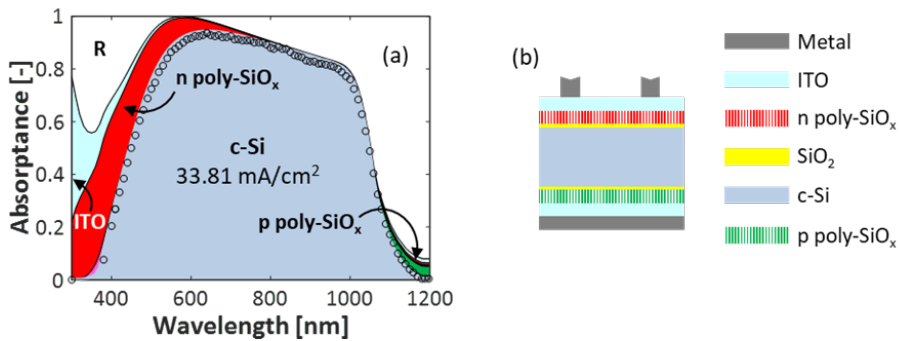 (a)
R
n poly-SiOx
c-Si
33.81 mA/cm2
ITO
p poly-SiOx
Absorptance [-]
1
0.8
0.6
0.4
0.2
0
400 600 800 1000 1200
Wavelength [nm]
(b)
Metal
ITO
n poly-SiOx
SiO2
c-Si
p poly-SiOx